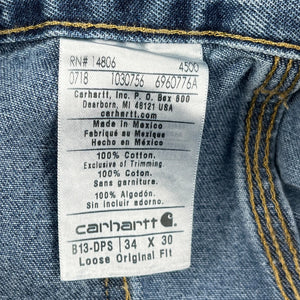 RN# 14806 4500
0718 1030756 6960776A
Carhartt, Inc. P.O. Box 600
Dearborn, MI 48121 USA
carhartt.com
Made in Mexico
Fabriqué au Mexique
Hecho en México
100% Cotton.
Exclusive of Trimming.
100% Coton.
Sans garniture.
100% Algodón.
Sin incluir adorno.
carhartt
B13-DPS 34 X 30
Loose Original Fit